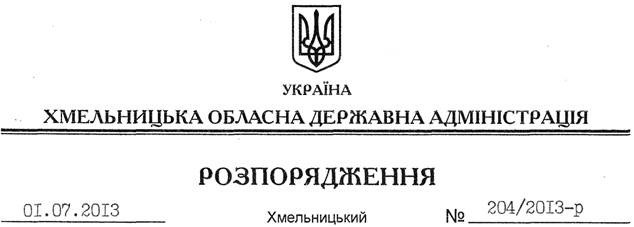 УКРАЇНА
ХМЕЛЬНИЦЬКА ОБЛАСНА ДЕРЖАВНА АДМІНІСТРАЦІЯ
РОЗПОРЯДЖЕННЯ
01.07.2013 Хмельницький № 204/2013-р